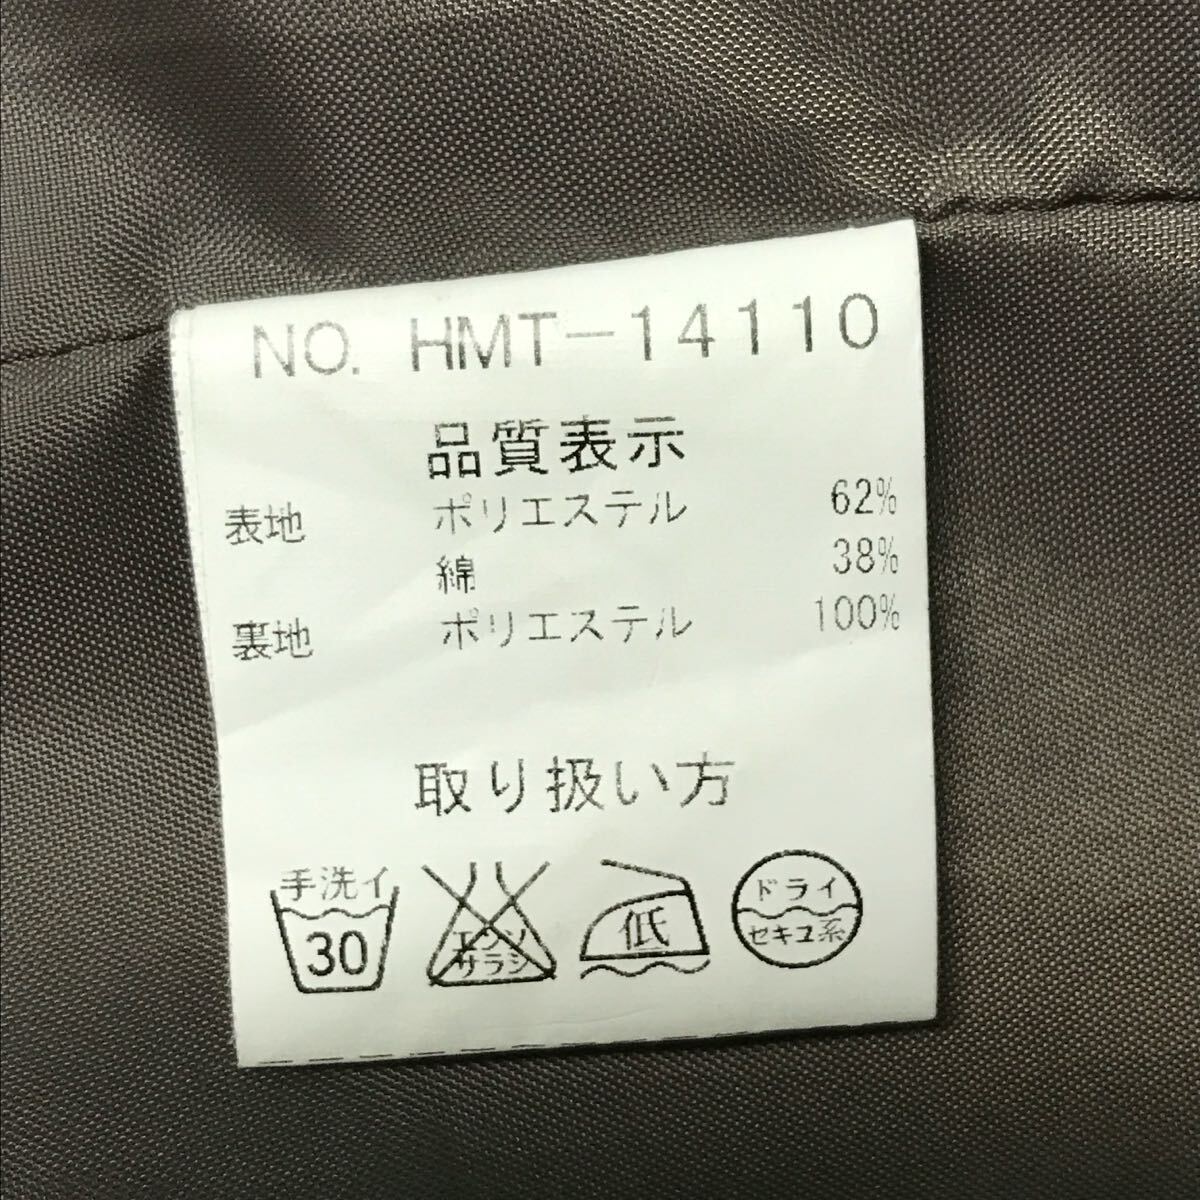 NO. HMT-14110
品質表示
表地 ポリエステル 62%
綿 38%
裏地 ポリエステル 100%
取り扱い方
手洗イ
30
エンソ
サラシ
低
ドライ
セキユ系